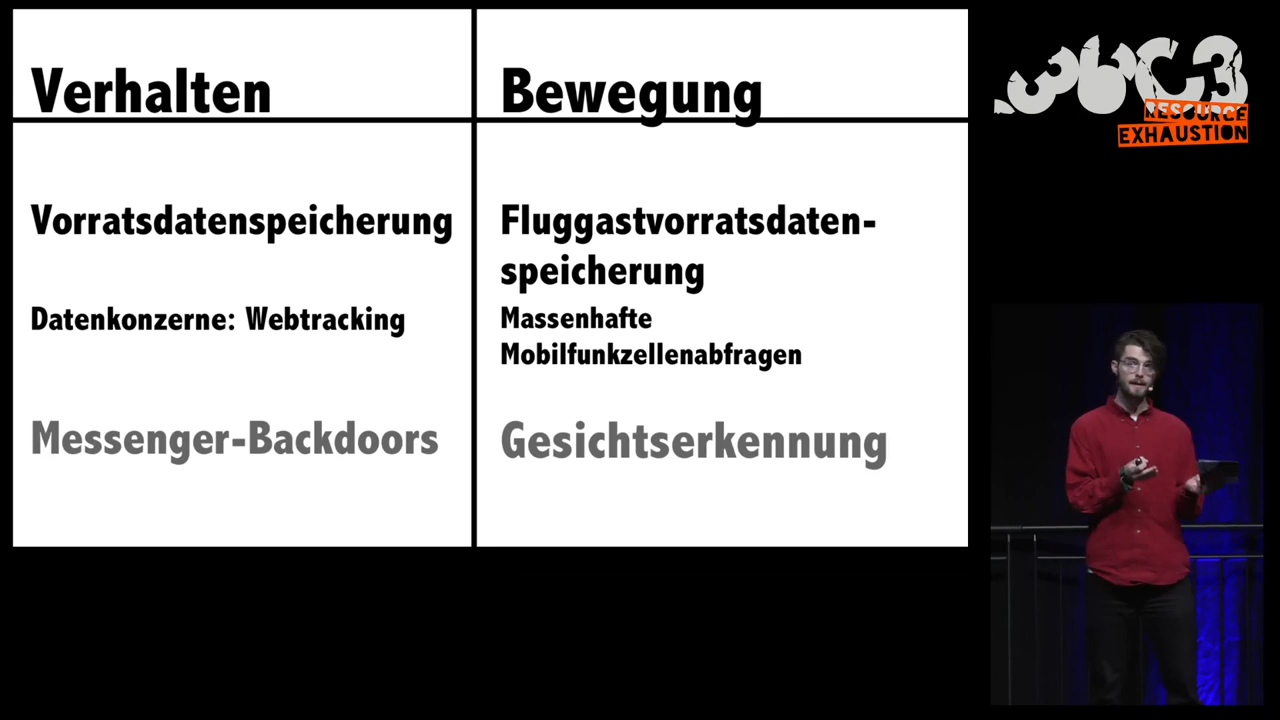 Verhalten
Bewegung
Vorratsdatenspeicherung
Fluggastvorratsdaten-
speicherung
Datenkonzerne: Webtracking
Massenhafte
Mobilfunkzellenabfragen
Messenger-Backdoors
Gesichtserkennung
36C3
RESOURCE
EXHAUSTION